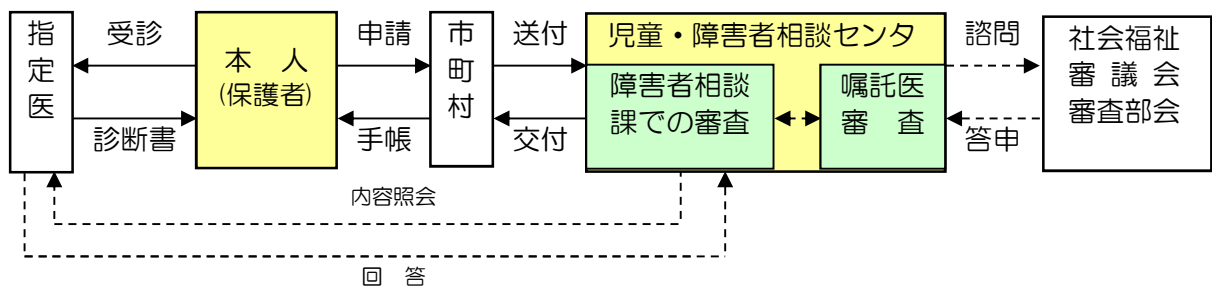 指定医
受診
診断書
本　人
(保護者)
申請
手帳
市町村
送付
交付
児童・障害者相談センタ
障害者相談
課での審査
嘱託医
審　査
諮問
答申
社会福祉
審議会
審査部会
内容照会
回　答